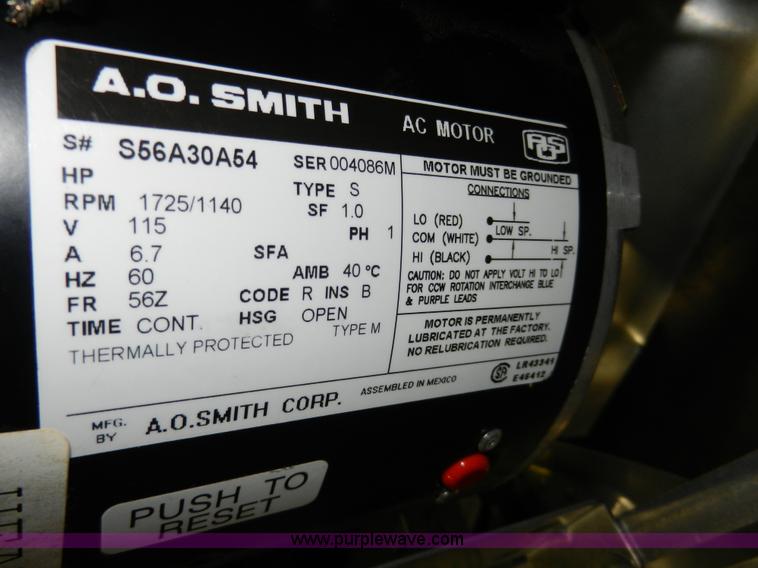 A.O. SMITH AC MOTOR AOS
S# S56A30A54 SER 004086M
HP TYPE S
RPM 1725/1140 SF 1.0
V 115 PH 1
A 6.7 SFA
HZ 60 AMB 40 °C
FR 56Z CODE R INS B
TIME CONT. HSG OPEN
THERMALLY PROTECTED TYPE M
MOTOR MUST BE GROUNDED
CONNECTIONS
LO (RED)
LOW SP.
COM (WHITE)
HI SP.
HI (BLACK)
CAUTION: DO NOT APPLY VOLT HI TO LO
FOR CCW ROTATION INTERCHANGE BLUE
& PURPLE LEADS
MOTOR IS PERMANENTLY
LUBRICATED AT THE FACTORY.
NO RELUBRICATION REQUIRED.
MFG. BY A.O.SMITH CORP. ASSEMBLED IN MEXICO
LR43341
E46412
PUSH TO
RESET
www.purplewave.com